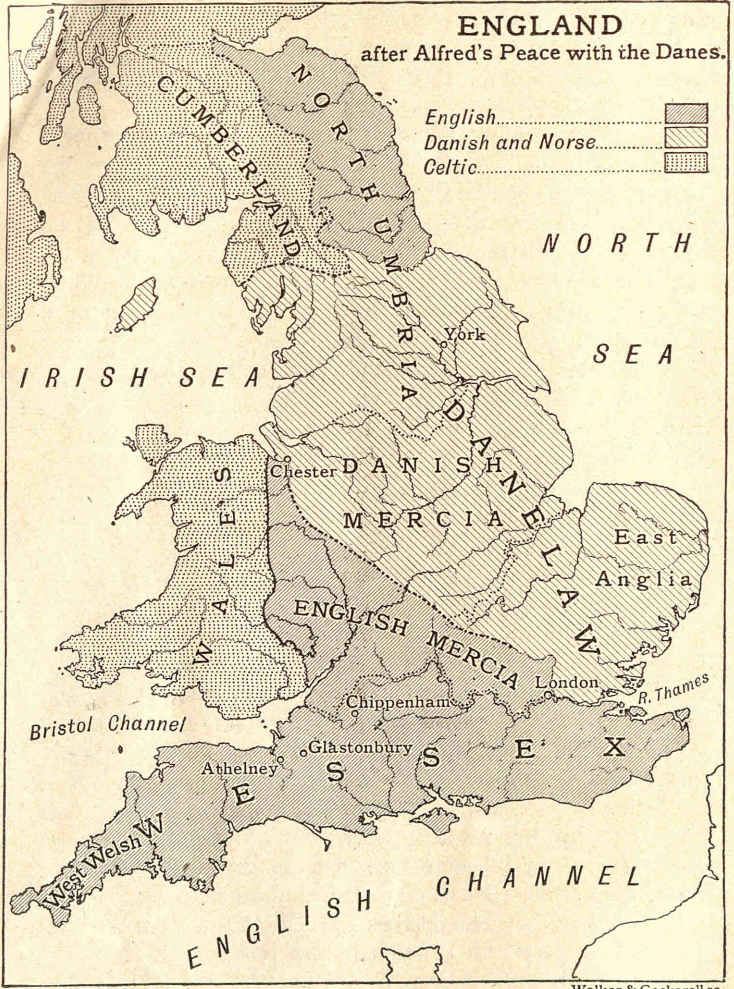 ENGLAND
after Alfred's Peace with the Danes.
English
Danish and Norse
Celtic
CUMBERLAND
NORTHUMBRIA
NORTH
SEA
York
IRISH SEA
DANELAW
Chester
DANISH
MERCIA
East
Anglia
WALES
ENGLISH MERCIA
London
R. Thames
Chippenham
Bristol Channel
Glastonbury
Athelney
WESSEX
West Welsh
ENGLISH CHANNEL